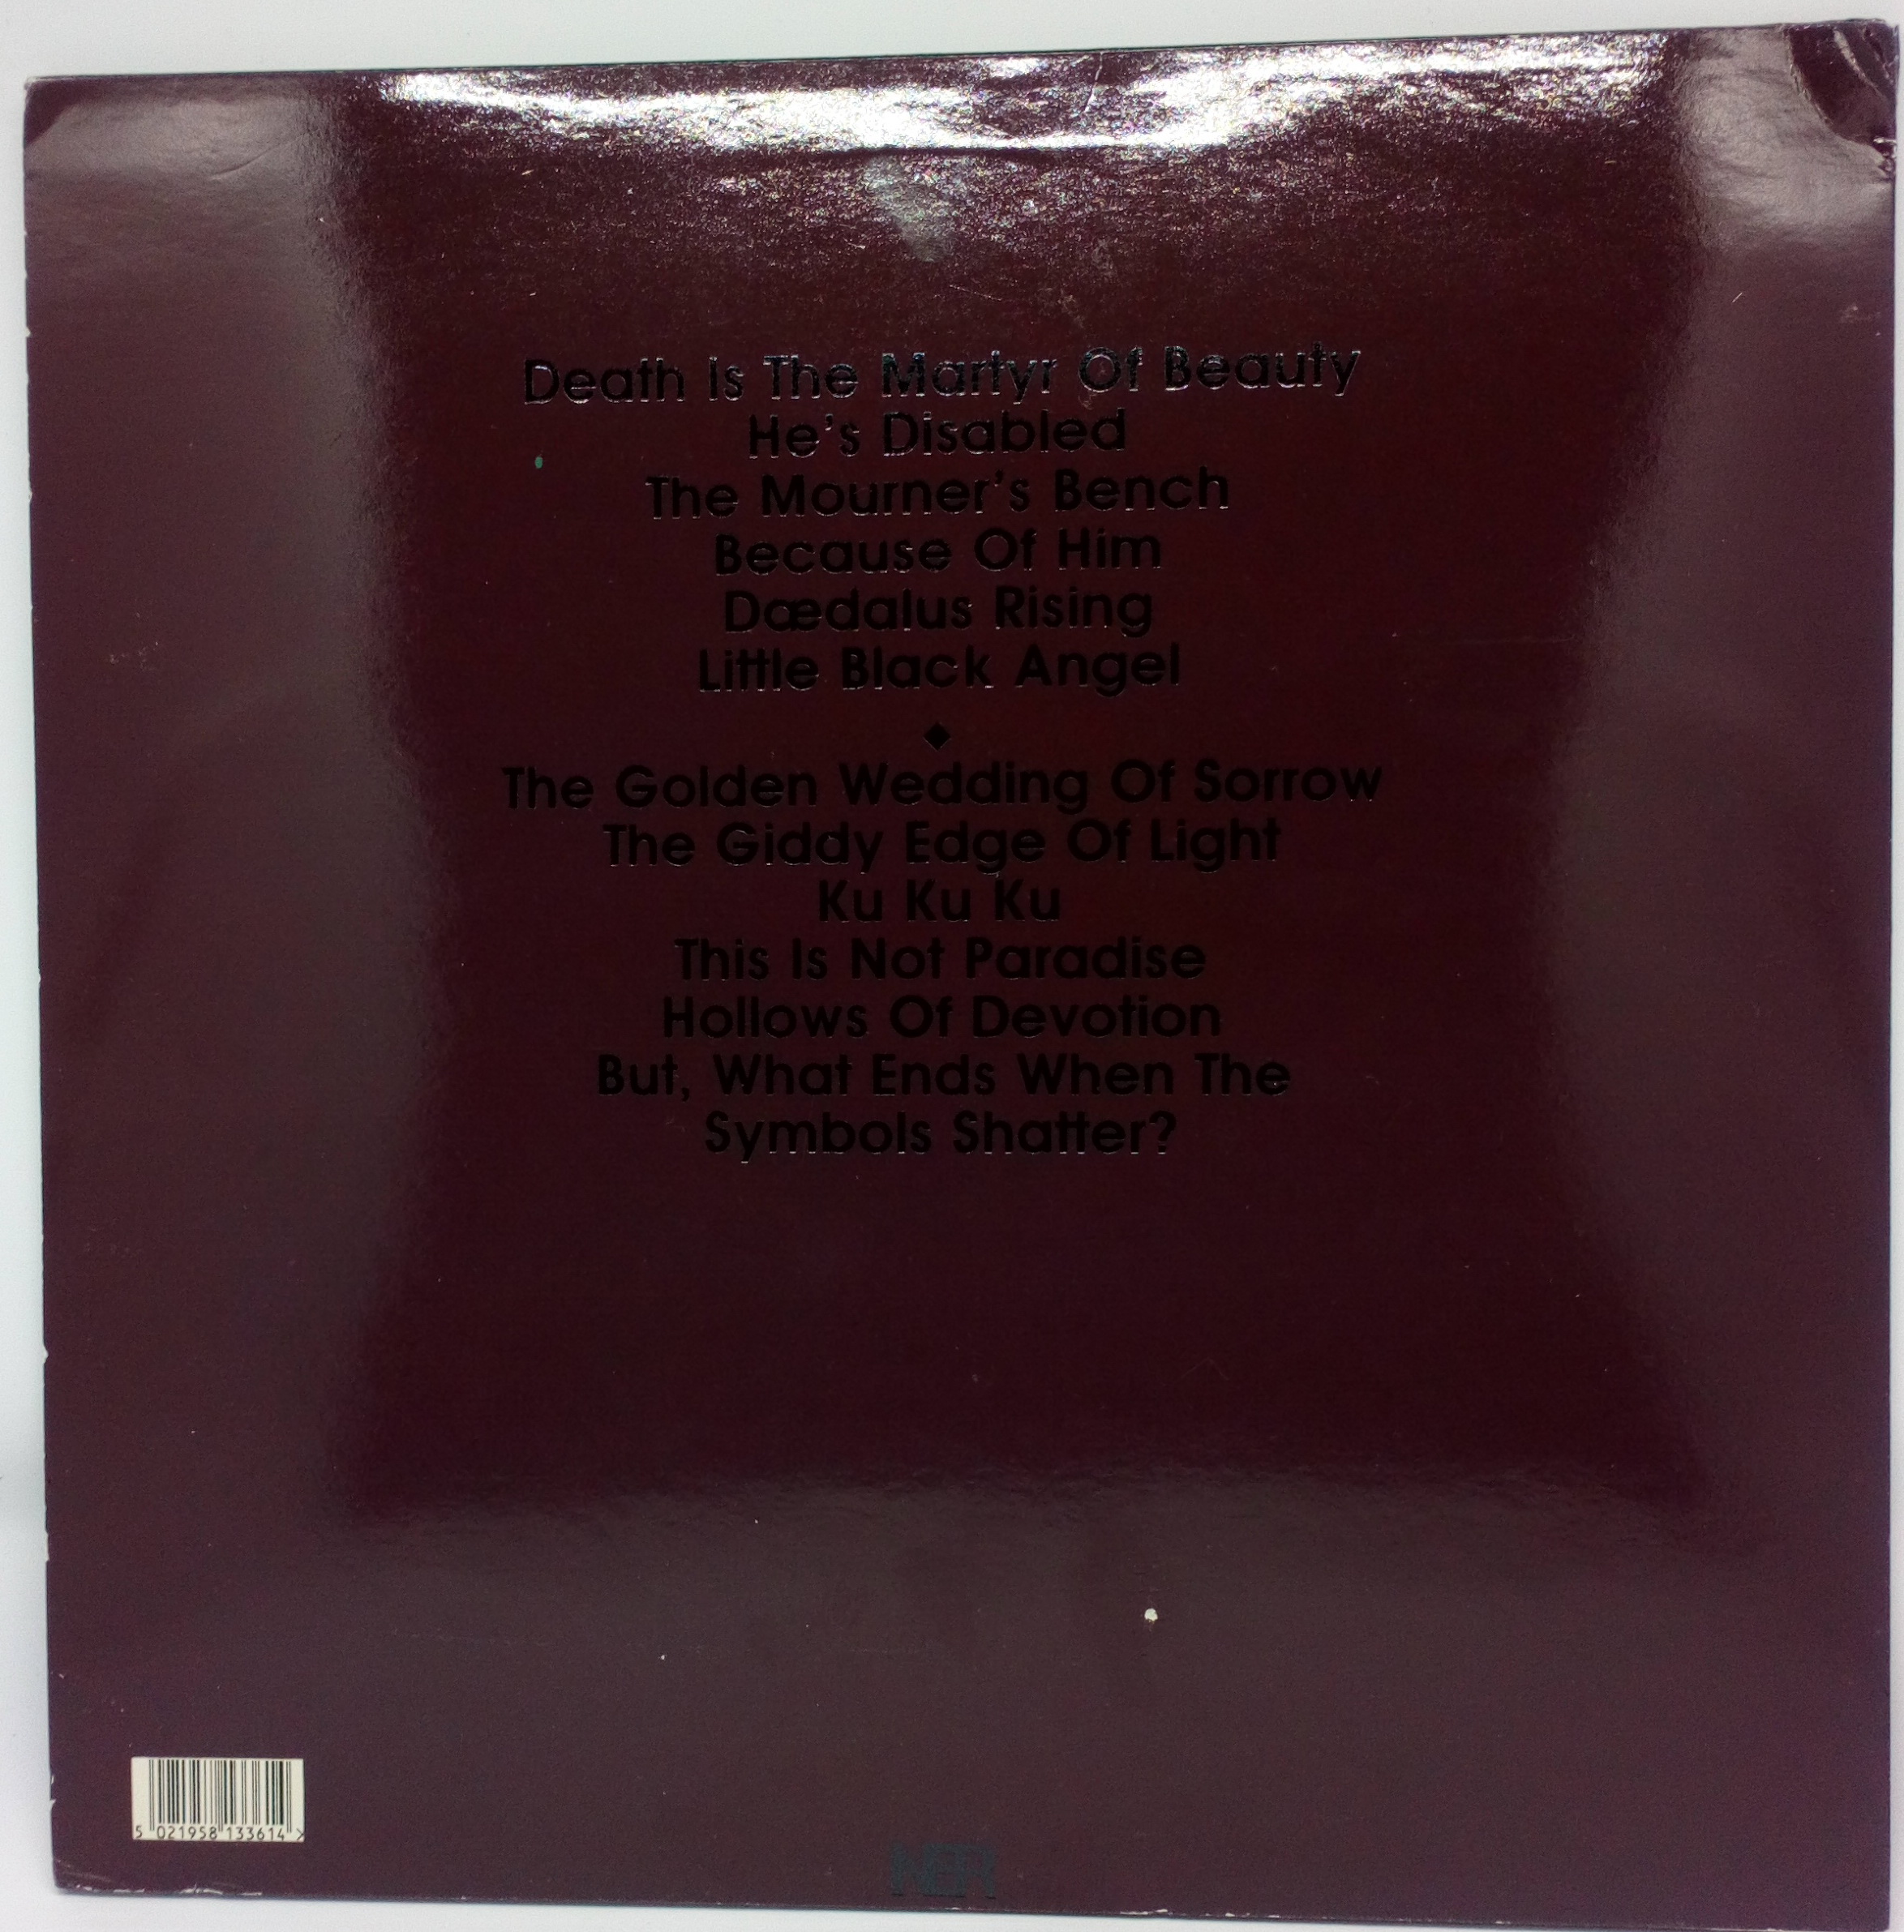 Death Is The Martyr Of Beauty
He's Disabled
The Mourner's Bench
Because Of Him
Dædalus Rising
Little Black Angel
The Golden Wedding Of Sorrow
The Giddy Edge Of Light
Ku Ku Ku
This Is Not Paradise
Hollows Of Devotion
But, What Ends When The
Symbols Shatter?
5 021958 133614 >
NER